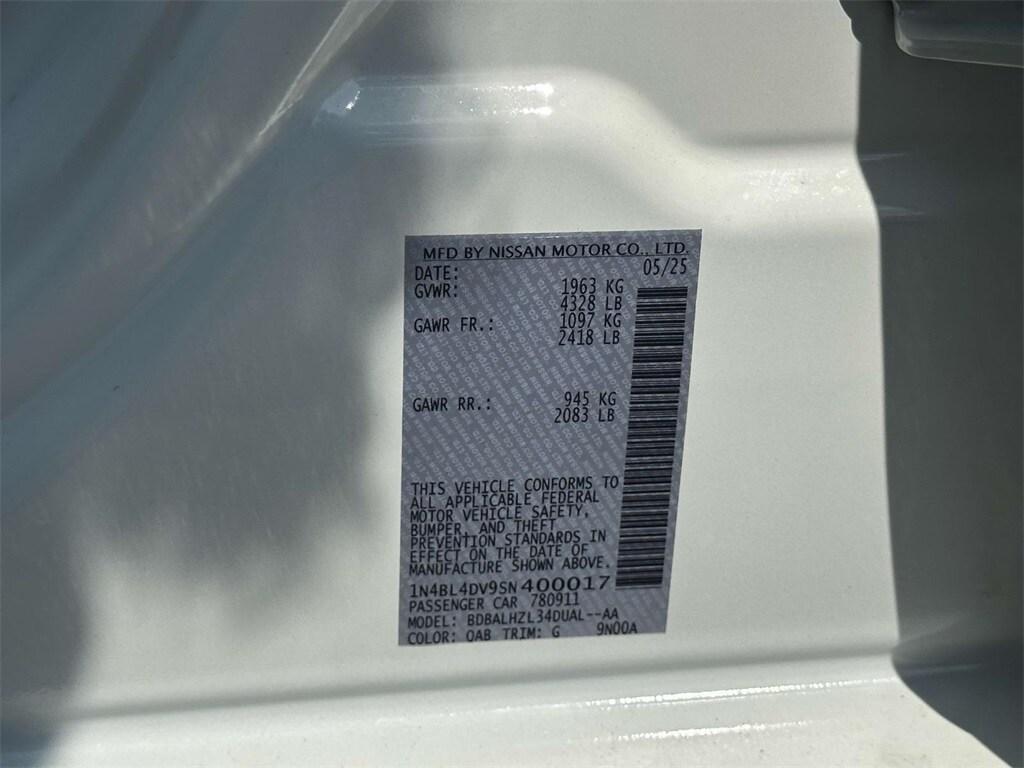 MFD BY NISSAN MOTOR CO., LTD.
DATE: 05/25
GVWR: 1963 KG
4328 LB
GAWR FR.: 1097 KG
2418 LB
GAWR RR.: 945 KG
2083 LB
THIS VEHICLE CONFORMS TO
ALL APPLICABLE FEDERAL
MOTOR VEHICLE SAFETY,
BUMPER, AND THEFT
PREVENTION STANDARDS IN
EFFECT ON THE DATE OF
MANUFACTURE SHOWN ABOVE.
1N4BL4DV9SN400017
PASSENGER CAR 780911
MODEL: BDBALHZL34DUAL--AA
COLOR: QAB TRIM: G 9N00A